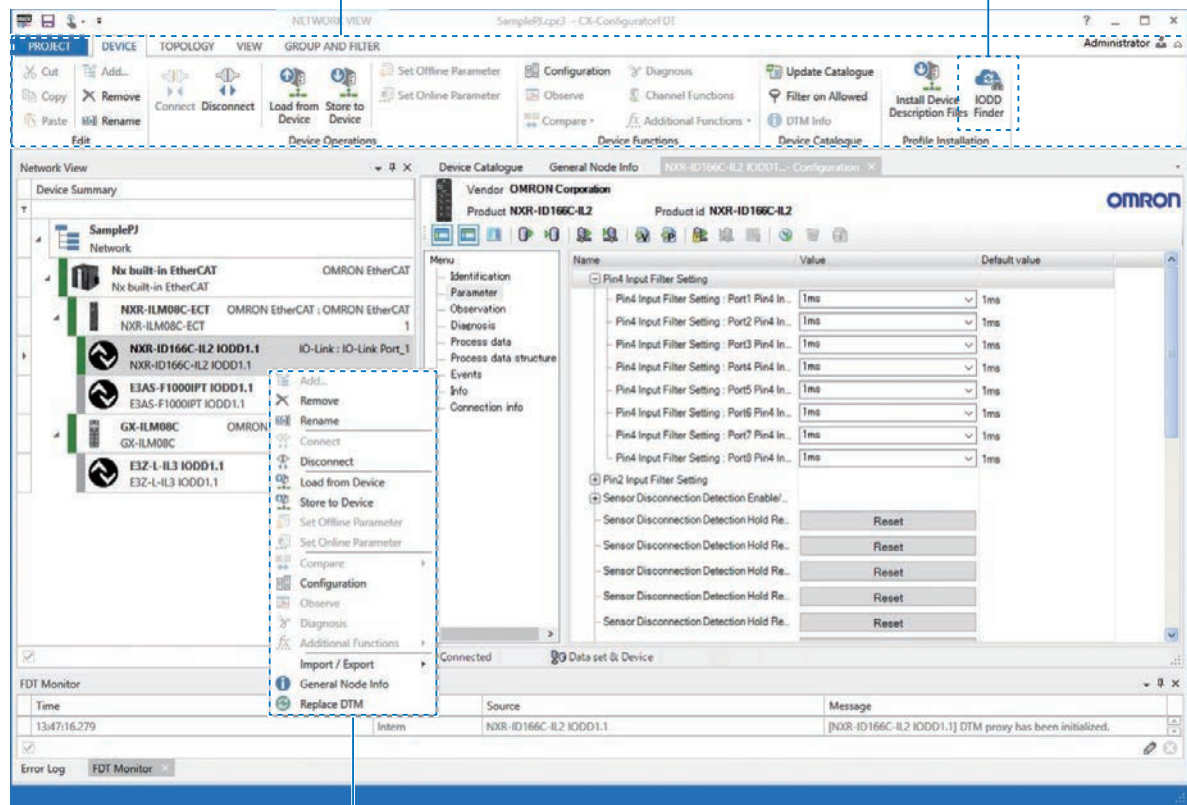 NETWORK VIEW SamplePJ.cpe3 - CX-ConfiguratorFDT
PROJECT DEVICE TOPOLOGY VIEW GROUP AND FILTER Administrator
Cut Add... Set Offline Parameter Configuration Diagnosis Update Catalogue
Copy Remove Connect Disconnect Load from Device Store to Device Set Online Parameter Observe Channel Functions Filter on Allowed Install Device Description Files IODD Finder
Paste Rename Compare Additional Functions DTM Info
Edit Device Operations Device Functions Device Catalogue Profile Installation
Network View
Device Catalogue General Node Info NXR-ID166C-IL2 IODD1...- Configuration
Device Summary
Vendor OMRON Corporation
OMRON
Product NXR-ID166C-IL2 Product id NXR-ID166C-IL2
SamplePJ
Network
Nx built-in EtherCAT OMRON EtherCAT
Nx built-in EtherCAT
NXR-ILM08C-ECT OMRON EtherCAT : OMRON EtherCAT
NXR-ILM08C-ECT 1
NXR-ID166C-IL2 IODD1.1 IO-Link : IO-Link Port_1
NXR-ID166C-IL2 IODD1.1
E3AS-F1000IPT IODD1.1
E3AS-F1000IPT IODD1.1
GX-ILM08C OMRON
GX-ILM08C
E3Z-L-IL3 IODD1.1
E3Z-L-IL3 IODD1.1
Add...
Remove
Rename
Connect
Disconnect
Load from Device
Store to Device
Set Offline Parameter
Set Online Parameter
Compare
Configuration
Observe
Diagnosis
Additional Functions
Import / Export
General Node Info
Replace DTM
Menu
Identification
Parameter
Observation
Diagnosis
Process data
Process data structure
Events
Info
Connection info
Name Value Default value
Pin4 Input Filter Setting
Pin4 Input Filter Setting : Port1 Pin4 In... 1ms 1ms
Pin4 Input Filter Setting : Port2 Pin4 In... 1ms 1ms
Pin4 Input Filter Setting : Port3 Pin4 In... 1ms 1ms
Pin4 Input Filter Setting : Port4 Pin4 In... 1ms 1ms
Pin4 Input Filter Setting : Port5 Pin4 In... 1ms 1ms
Pin4 Input Filter Setting : Port6 Pin4 In... 1ms 1ms
Pin4 Input Filter Setting : Port7 Pin4 In... 1ms 1ms
Pin4 Input Filter Setting : Port8 Pin4 In... 1ms 1ms
Pin2 Input Filter Setting
Sensor Disconnection Detection Enable/...
Sensor Disconnection Detection Hold Re... Reset
Sensor Disconnection Detection Hold Re... Reset
Sensor Disconnection Detection Hold Re... Reset
Sensor Disconnection Detection Hold Re... Reset
Sensor Disconnection Detection Hold Re... Reset
Connected Data set & Device
FDT Monitor
Time Source Message
13:47:16.279 Intern NXR-ID166C-IL2 IODD1.1 [NXR-ID166C-IL2 IODD1.1] DTM proxy has been initialized.
Error Log FDT Monitor